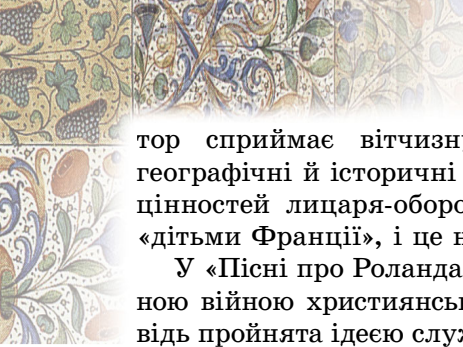 тор сприймає вітчизну
географічні й історичні
цінностей лицаря-оборо
«дітьми Франції», і це н
У «Пісні про Роланда
ною війною християнсь
відь пройнята ідеєю служ